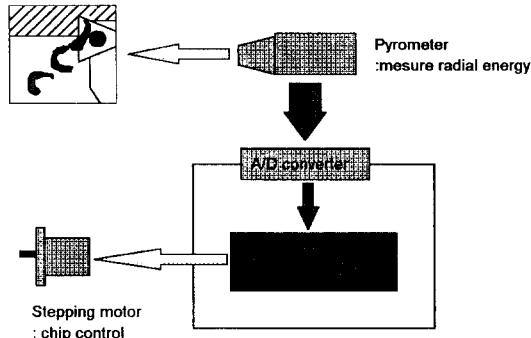 Pyrometer
:mesure radial energy
A/D converter
Stepping motor
: chip control